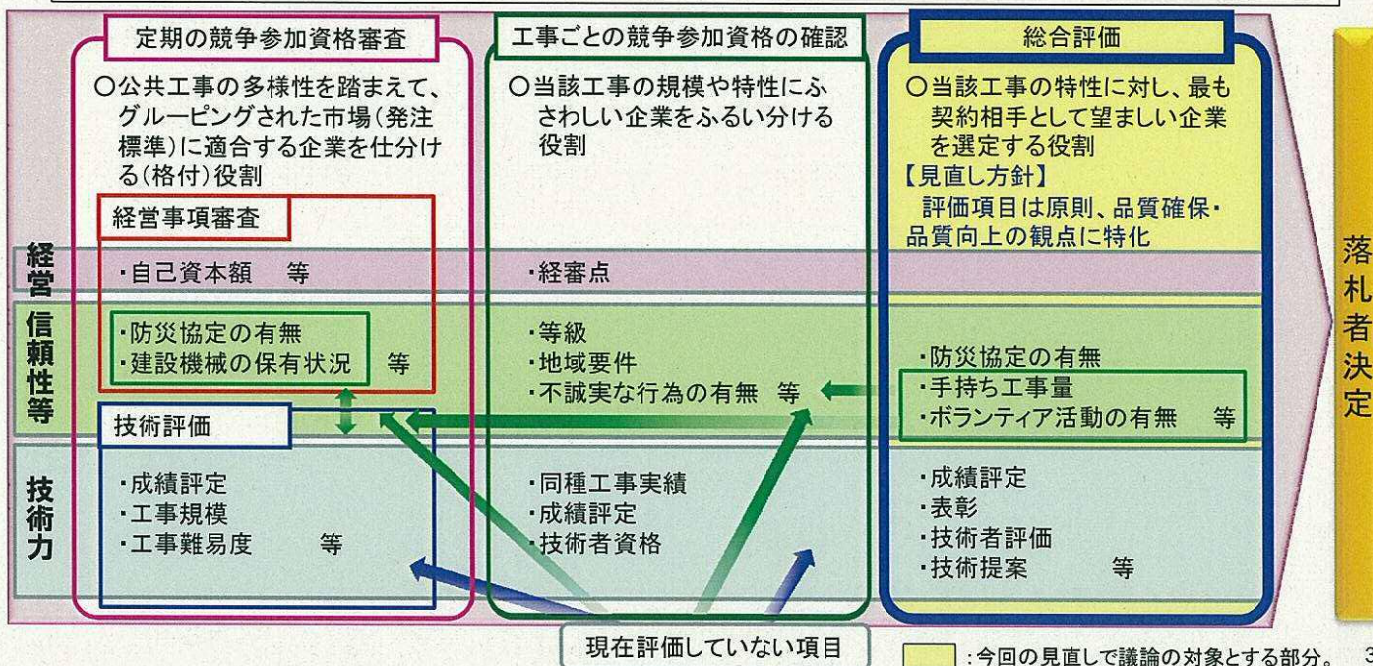 定期の競争参加資格審査
○公共工事の多様性を踏まえて、
グルーピングされた市場(発注
標準)に適合する企業を仕分け
る(格付)役割
経営事項審査
・自己資本額 等
・防災協定の有無
・建設機械の保有状況 等
技術評価
・成績評定
・工事規模
・工事難易度 等
工事ごとの競争参加資格の確認
○当該工事の規模や特性にふ
さわしい企業をふるい分ける
役割
・経審点
・等級
・地域要件
・不誠実な行為の有無 等
・同種工事実績
・成績評定
・技術者資格
総合評価
○当該工事の特性に対し、最も
契約相手として望ましい企業
を選定する役割
【見直し方針】
評価項目は原則、品質確保・
品質向上の観点に特化
・防災協定の有無
・手持ち工事量
・ボランティア活動の有無 等
・成績評定
・表彰
・技術者評価
・技術提案 等
経営
信頼性等
技術力
落札者決定
現在評価していない項目
:今回の見直しで議論の対象とする部分
3